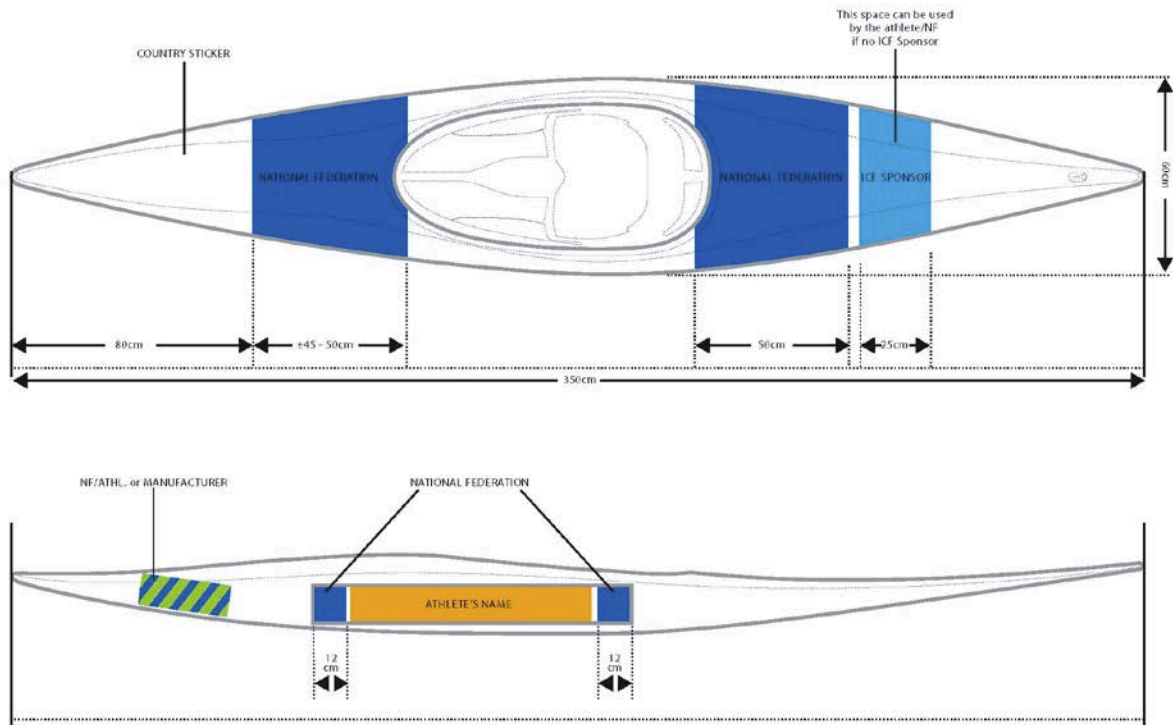 This space can be used
by the athlete/NF
if no ICF Sponsor
COUNTRY STICKER
NATIONAL FEDERATION
NATIONAL FEDERATION
ICF SPONSOR
60cm
80cm
±45 - 50cm
50cm
25cm
350cm
NF/ATHL. or MANUFACTURER
NATIONAL FEDERATION
ATHLETE'S NAME
12
cm
12
cm